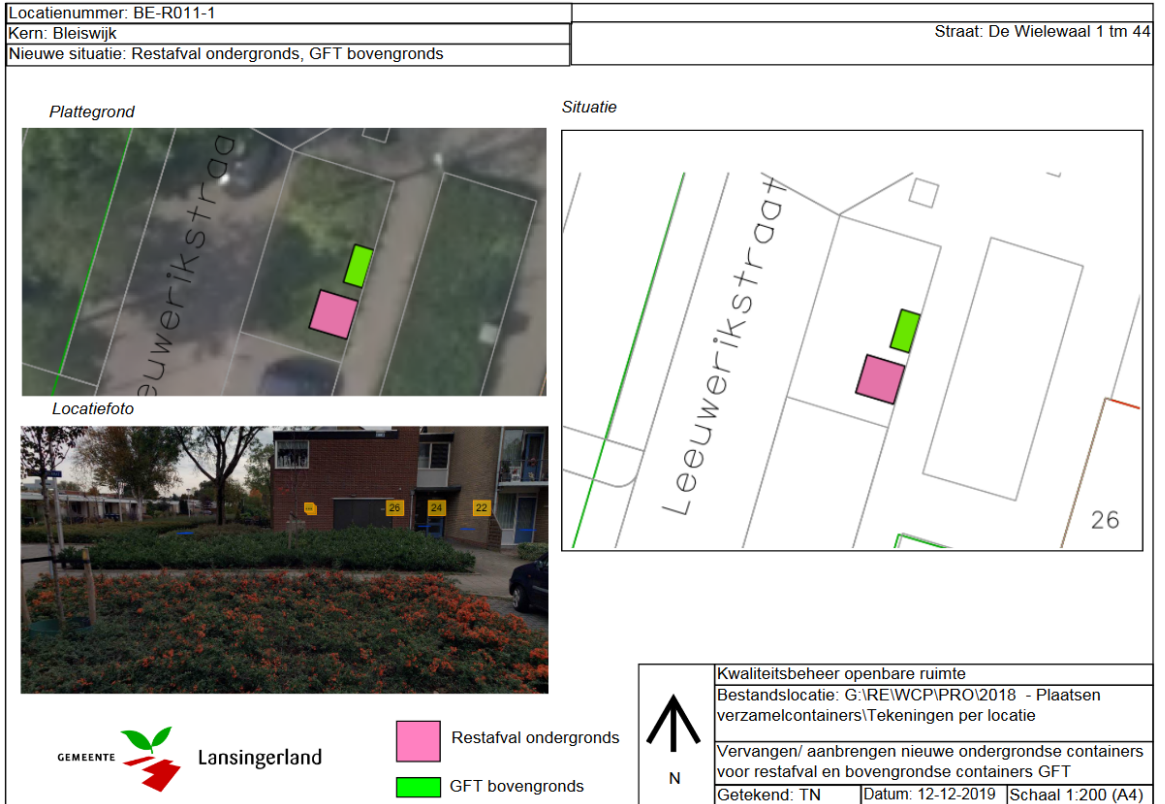 Locatienummer: BE-R011-1
Kern: Bleiswijk
Straat: De Wielewaal 1 tm 44
Nieuwe situatie: Restafval ondergronds, GFT bovengronds
Plattegrond
Situatie
euwerikstraa
Leeuwerikstraat
26
Locatiefoto
26
24
22
GEMEENTE
Lansingerland
Restafval ondergronds
GFT bovengronds
N
Kwaliteitsbeheer openbare ruimte
Bestandslocatie: G:\RE\WCP\PRO\2018 - Plaatsen
verzamelcontainers\Tekeningen per locatie
Vervangen/ aanbrengen nieuwe ondergrondse containers
voor restafval en bovengrondse containers GFT
Getekend: TN
Datum: 12-12-2019
Schaal 1:200 (A4)